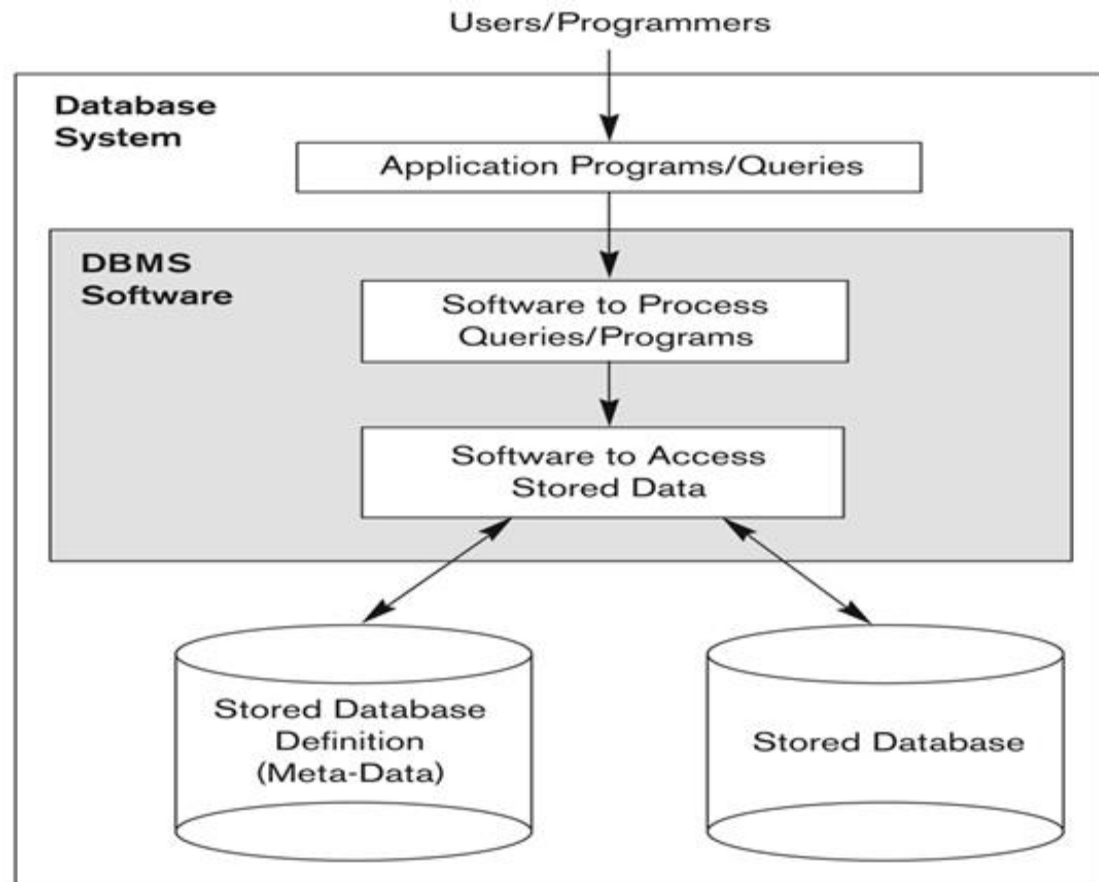 Users/Programmers
Database
System
Application Programs/Queries
DBMS
Software
Software to Process
Queries/Programs
Software to Access
Stored Data
Stored Database
Definition
(Meta-Data)
Stored Database